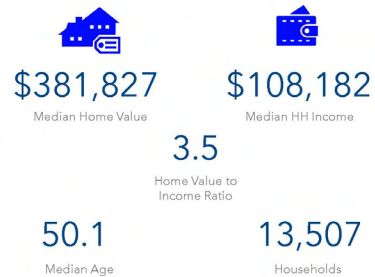 $381,827
$108,182
Median Home Value
Median HH Income
3.5
Home Value to
Income Ratio
50.1
13,507
Median Age
Households